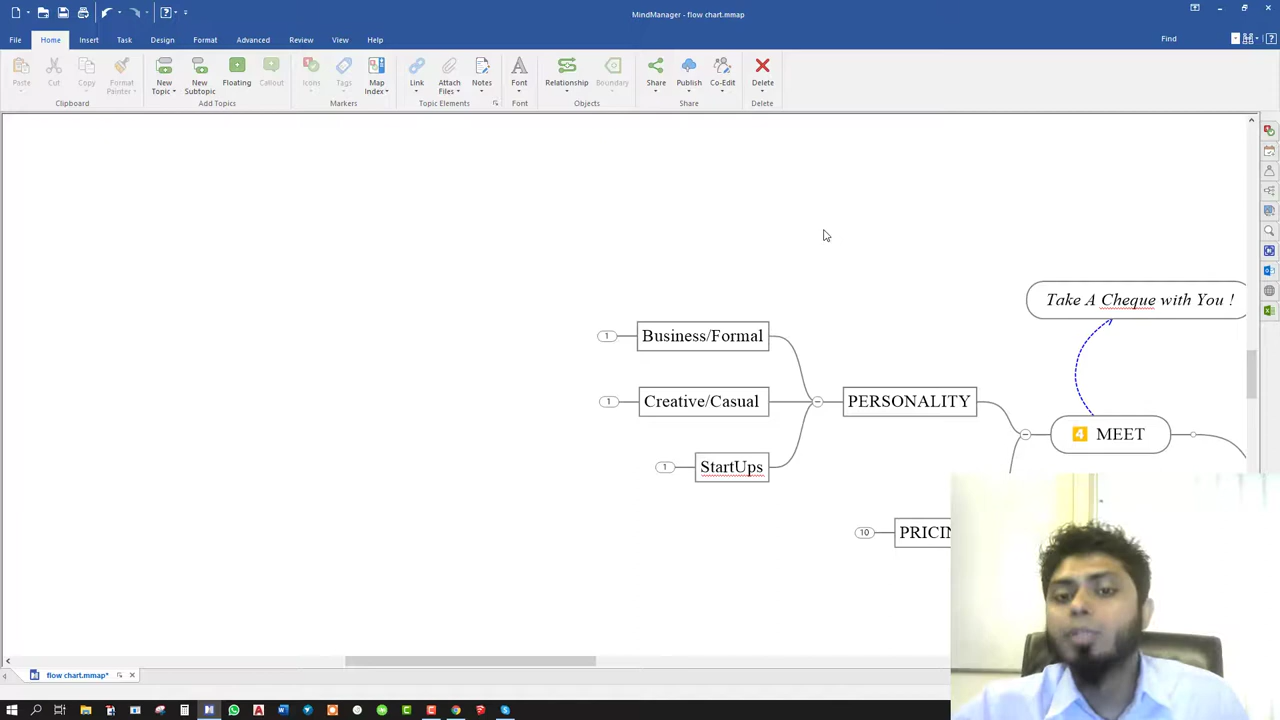 MindManager - flow chart.mmap
File Home Insert Task Design Format Advanced Review View Help
Find
Paste Cut Copy Format Painter New Topic New Subtopic Floating Callout Icons Tags Map Index Link Attach Files Notes Font Relationship Boundary Share Publish Co-Edit Delete
Clipboard Add Topics Markers Topic Elements Font Objects Share Delete
Take A Cheque with You !
1 Business/Formal
1 Creative/Casual
PERSONALITY
4 MEET
1 StartUps
10 PRICIN
flow chart.mmap*